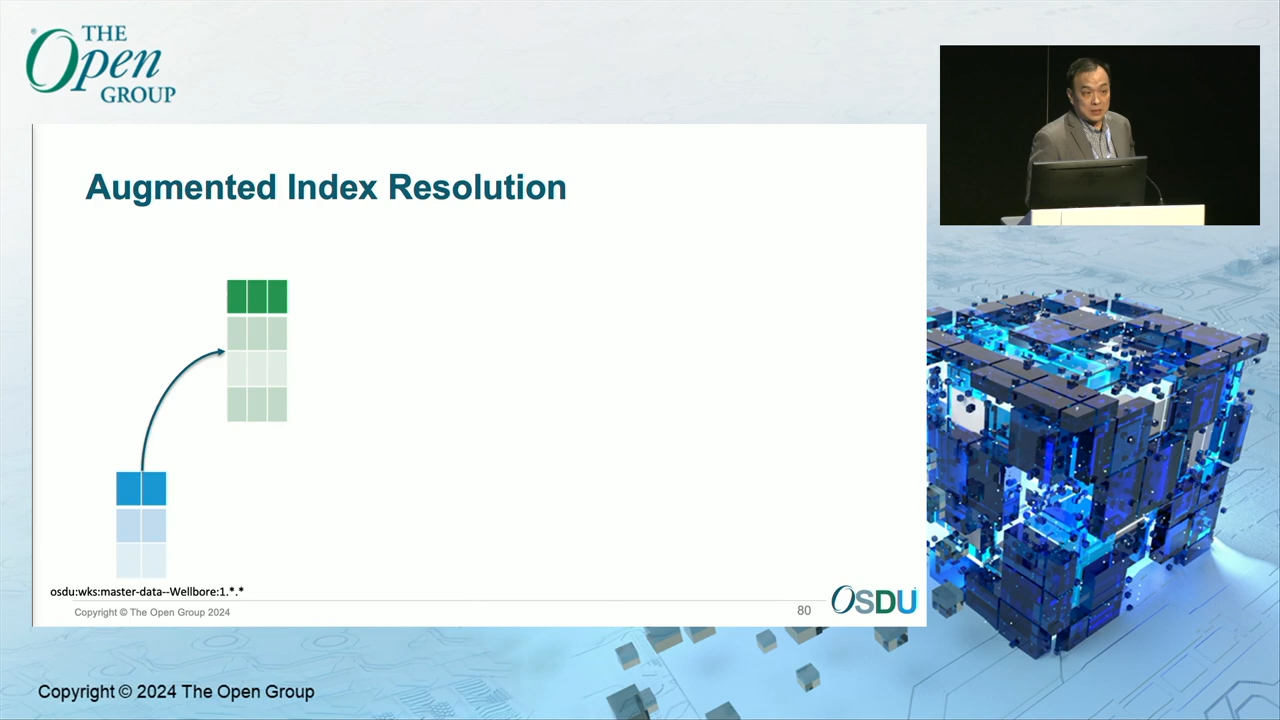 THE
Open
GROUP
Augmented Index Resolution
osdu:wks:master-data--Wellbore:1.*.*
Copyright © The Open Group 2024
80
OSDU
Copyright © 2024 The Open Group